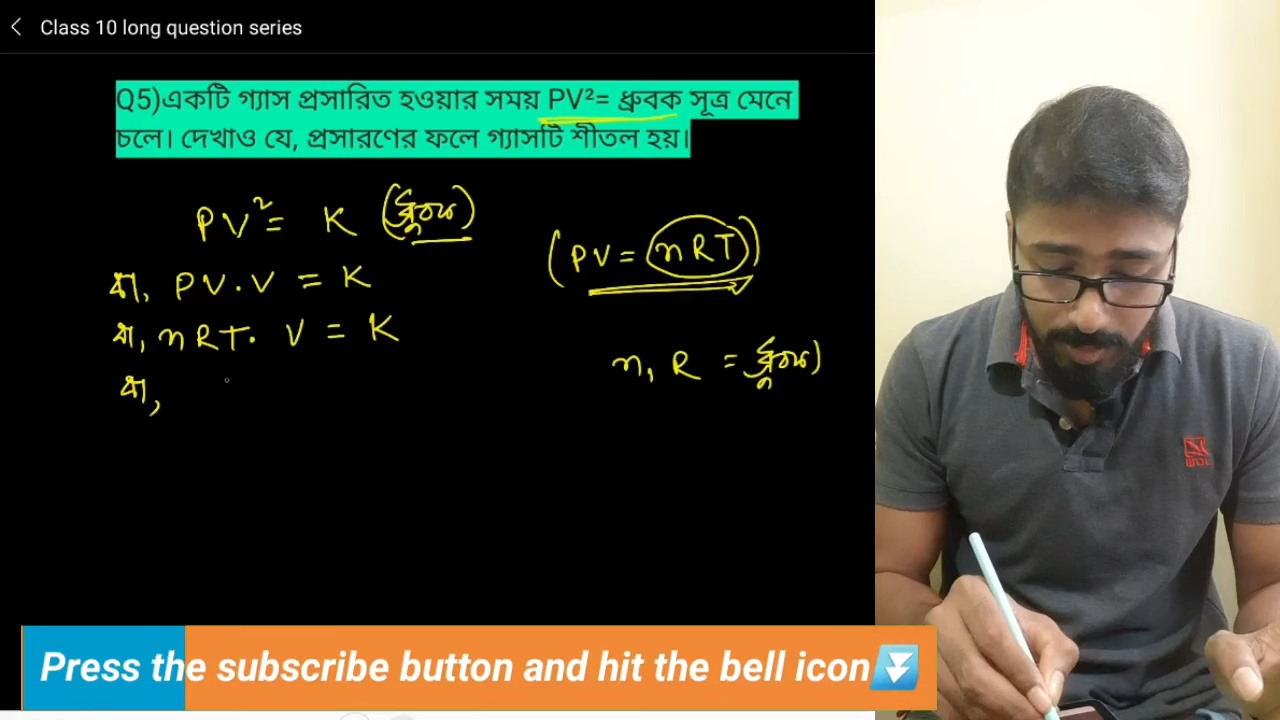 Class 10 long question series
Q5)একটি গ্যাস প্রসারিত হওয়ার সময় PV²= ধ্রুবক সূত্র মেনে
চলে। দেখাও যে, প্রসারণের ফলে গ্যাসটি শীতল হয়।
PV² = K (ধ্রুবক)
(PV = nRT)
বা, PV·V = K
বা, nRT· V = K
n, R = ধ্রুবক
বা,
Press the subscribe button and hit the bell icon